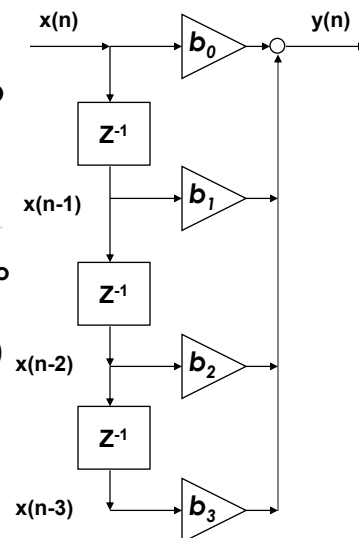 x(n) b₀ y(n)
Z⁻¹
x(n-1) b₁
Z⁻¹
x(n-2) b₂
Z⁻¹
x(n-3) b₃